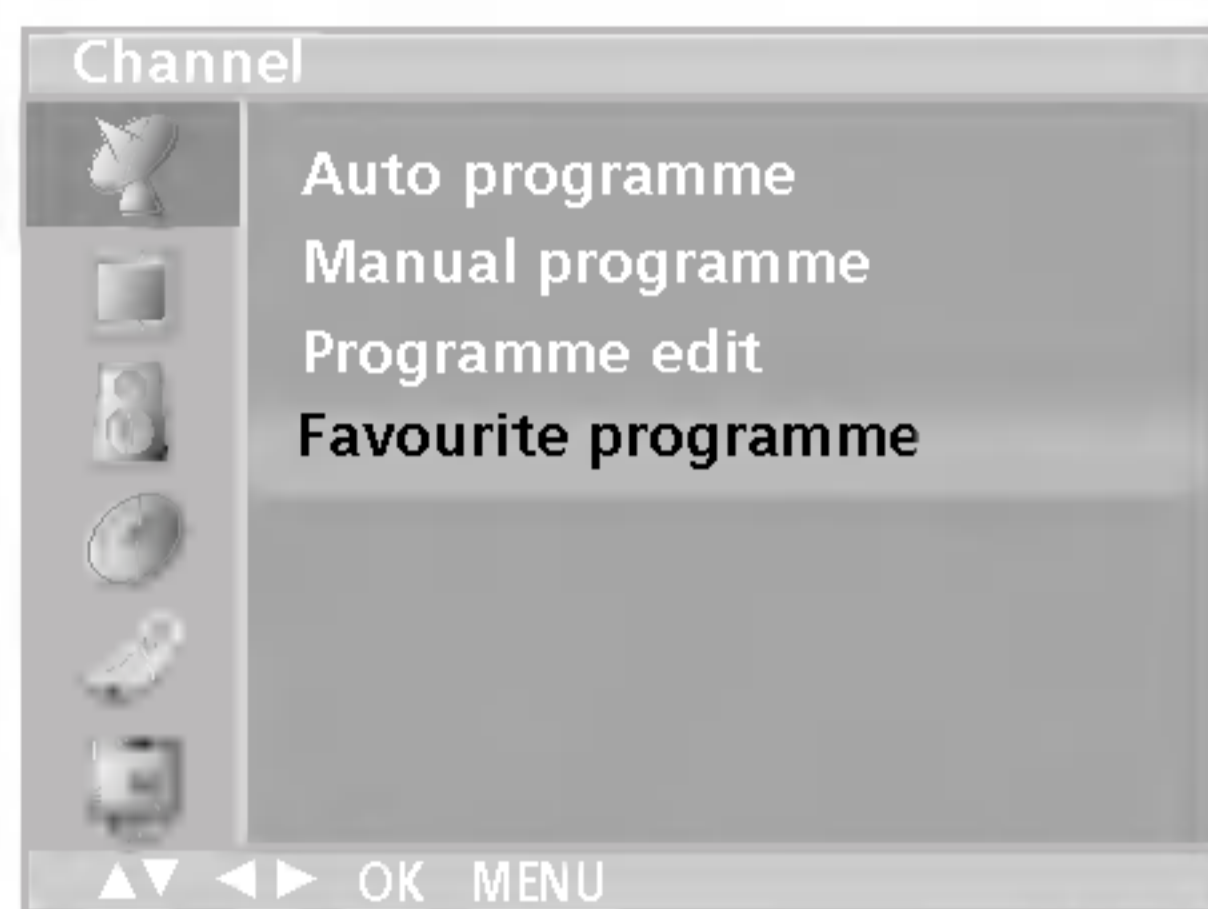 Channel
Auto programme
Manual programme
Programme edit
Favourite programme
▲▼ ◄► OK MENU